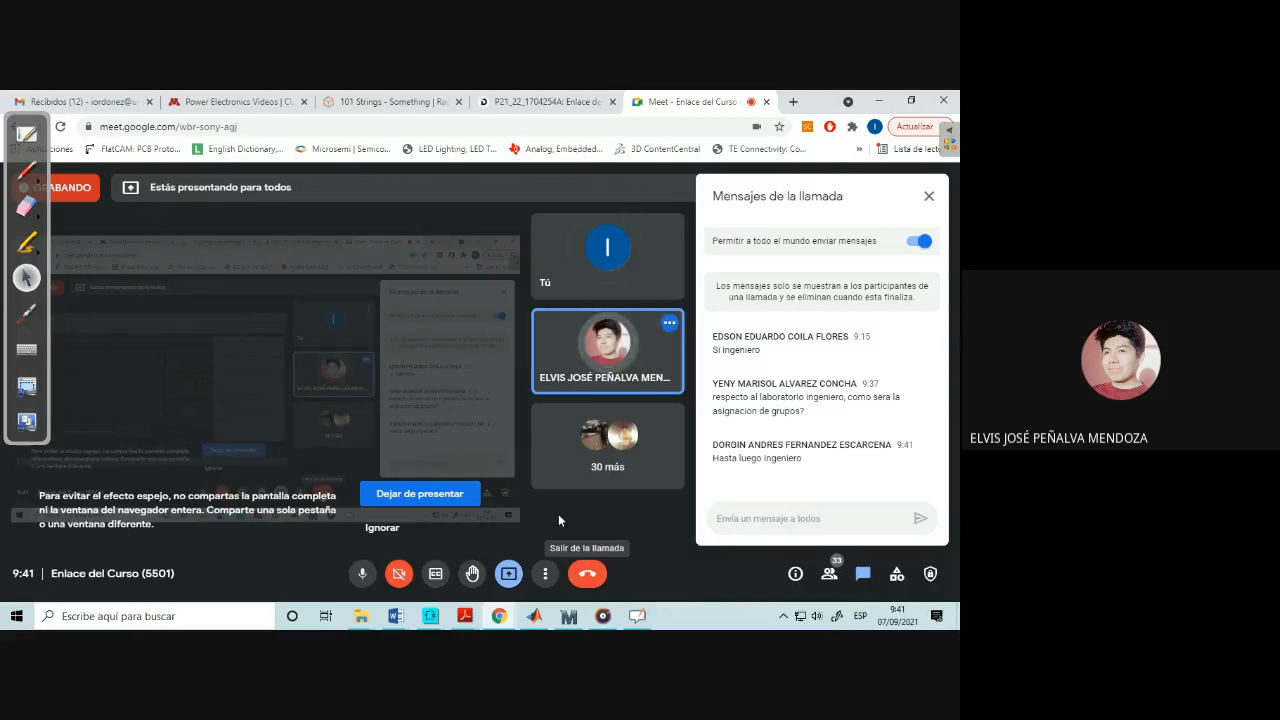 Recibidos (12) - iordonez@u
Power Electronics Videos | C
101 Strings - Something | Ra
P21_22_1704254A: Enlace de
Meet - Enlace del Curso
meet.google.com/wbr-sony-agj
Actualizar
Aplicaciones
FlatCAM: PCB Proto...
English Dictionary,...
Microsemi | Semico...
LED Lighting, LED T...
Analog, Embedded...
3D ContentCentral
TE Connectivity: Co...
»
Lista de lect
GRABANDO
Estás presentando para todos
Mensajes de la llamada
Permitir a todo el mundo enviar mensajes
Los mensajes solo se muestran a los participantes de
una llamada y se eliminan cuando esta finaliza.
EDSON EDUARDO COILA FLORES 9:15
Si ingeniero
YENY MARISOL ALVAREZ CONCHA 9:37
respecto al laboratorio ingeniero, como sera la
asignacion de grupos?
DORGIN ANDRES FERNANDEZ ESCARCENA 9:41
Hasta luego ingeniero
Envía un mensaje a todos
I
Tú
ELVIS JOSÉ PEÑALVA MEN...
30 más
Para evitar el efecto espejo, no compartas la pantalla completa
ni la ventana del navegador entera. Comparte una sola pestaña
o una ventana diferente.
Dejar de presentar
Ignorar
Salir de la llamada
9:41 | Enlace del Curso (5501)
33
Escribe aquí para buscar
ESP
9:41
07/09/2021
ELVIS JOSÉ PEÑALVA MENDOZA